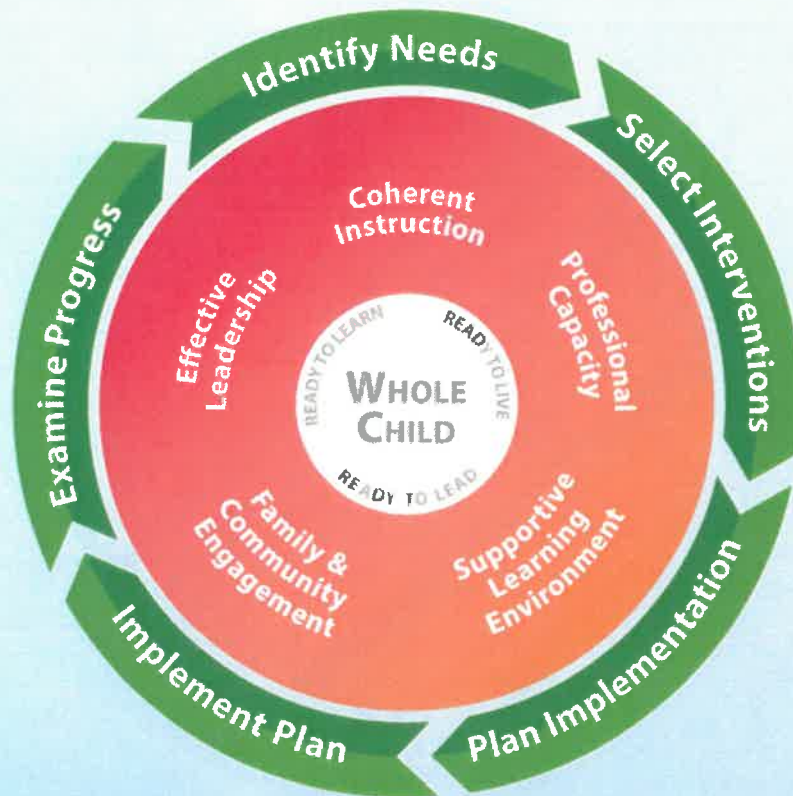 Identify Needs
Select Interventions
Plan Implementation
Implement Plan
Examine Progress
Coherent
Instruction
Professional
Capacity
Supportive
Learning
Environment
Family &
Community
Engagement
Effective
Leadership
READY TO LEARN
READY TO LIVE
READY TO LEAD
WHOLE
CHILD